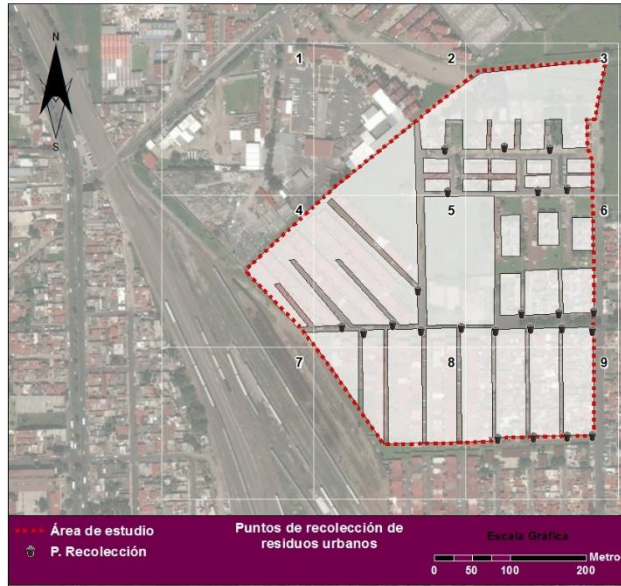 N
S
1
2
3
4
5
6
7
8
9
Área de estudio
P. Recolección
Puntos de recolección de
residuos urbanos
Escala Gráfica
Metro
0 50 100 200